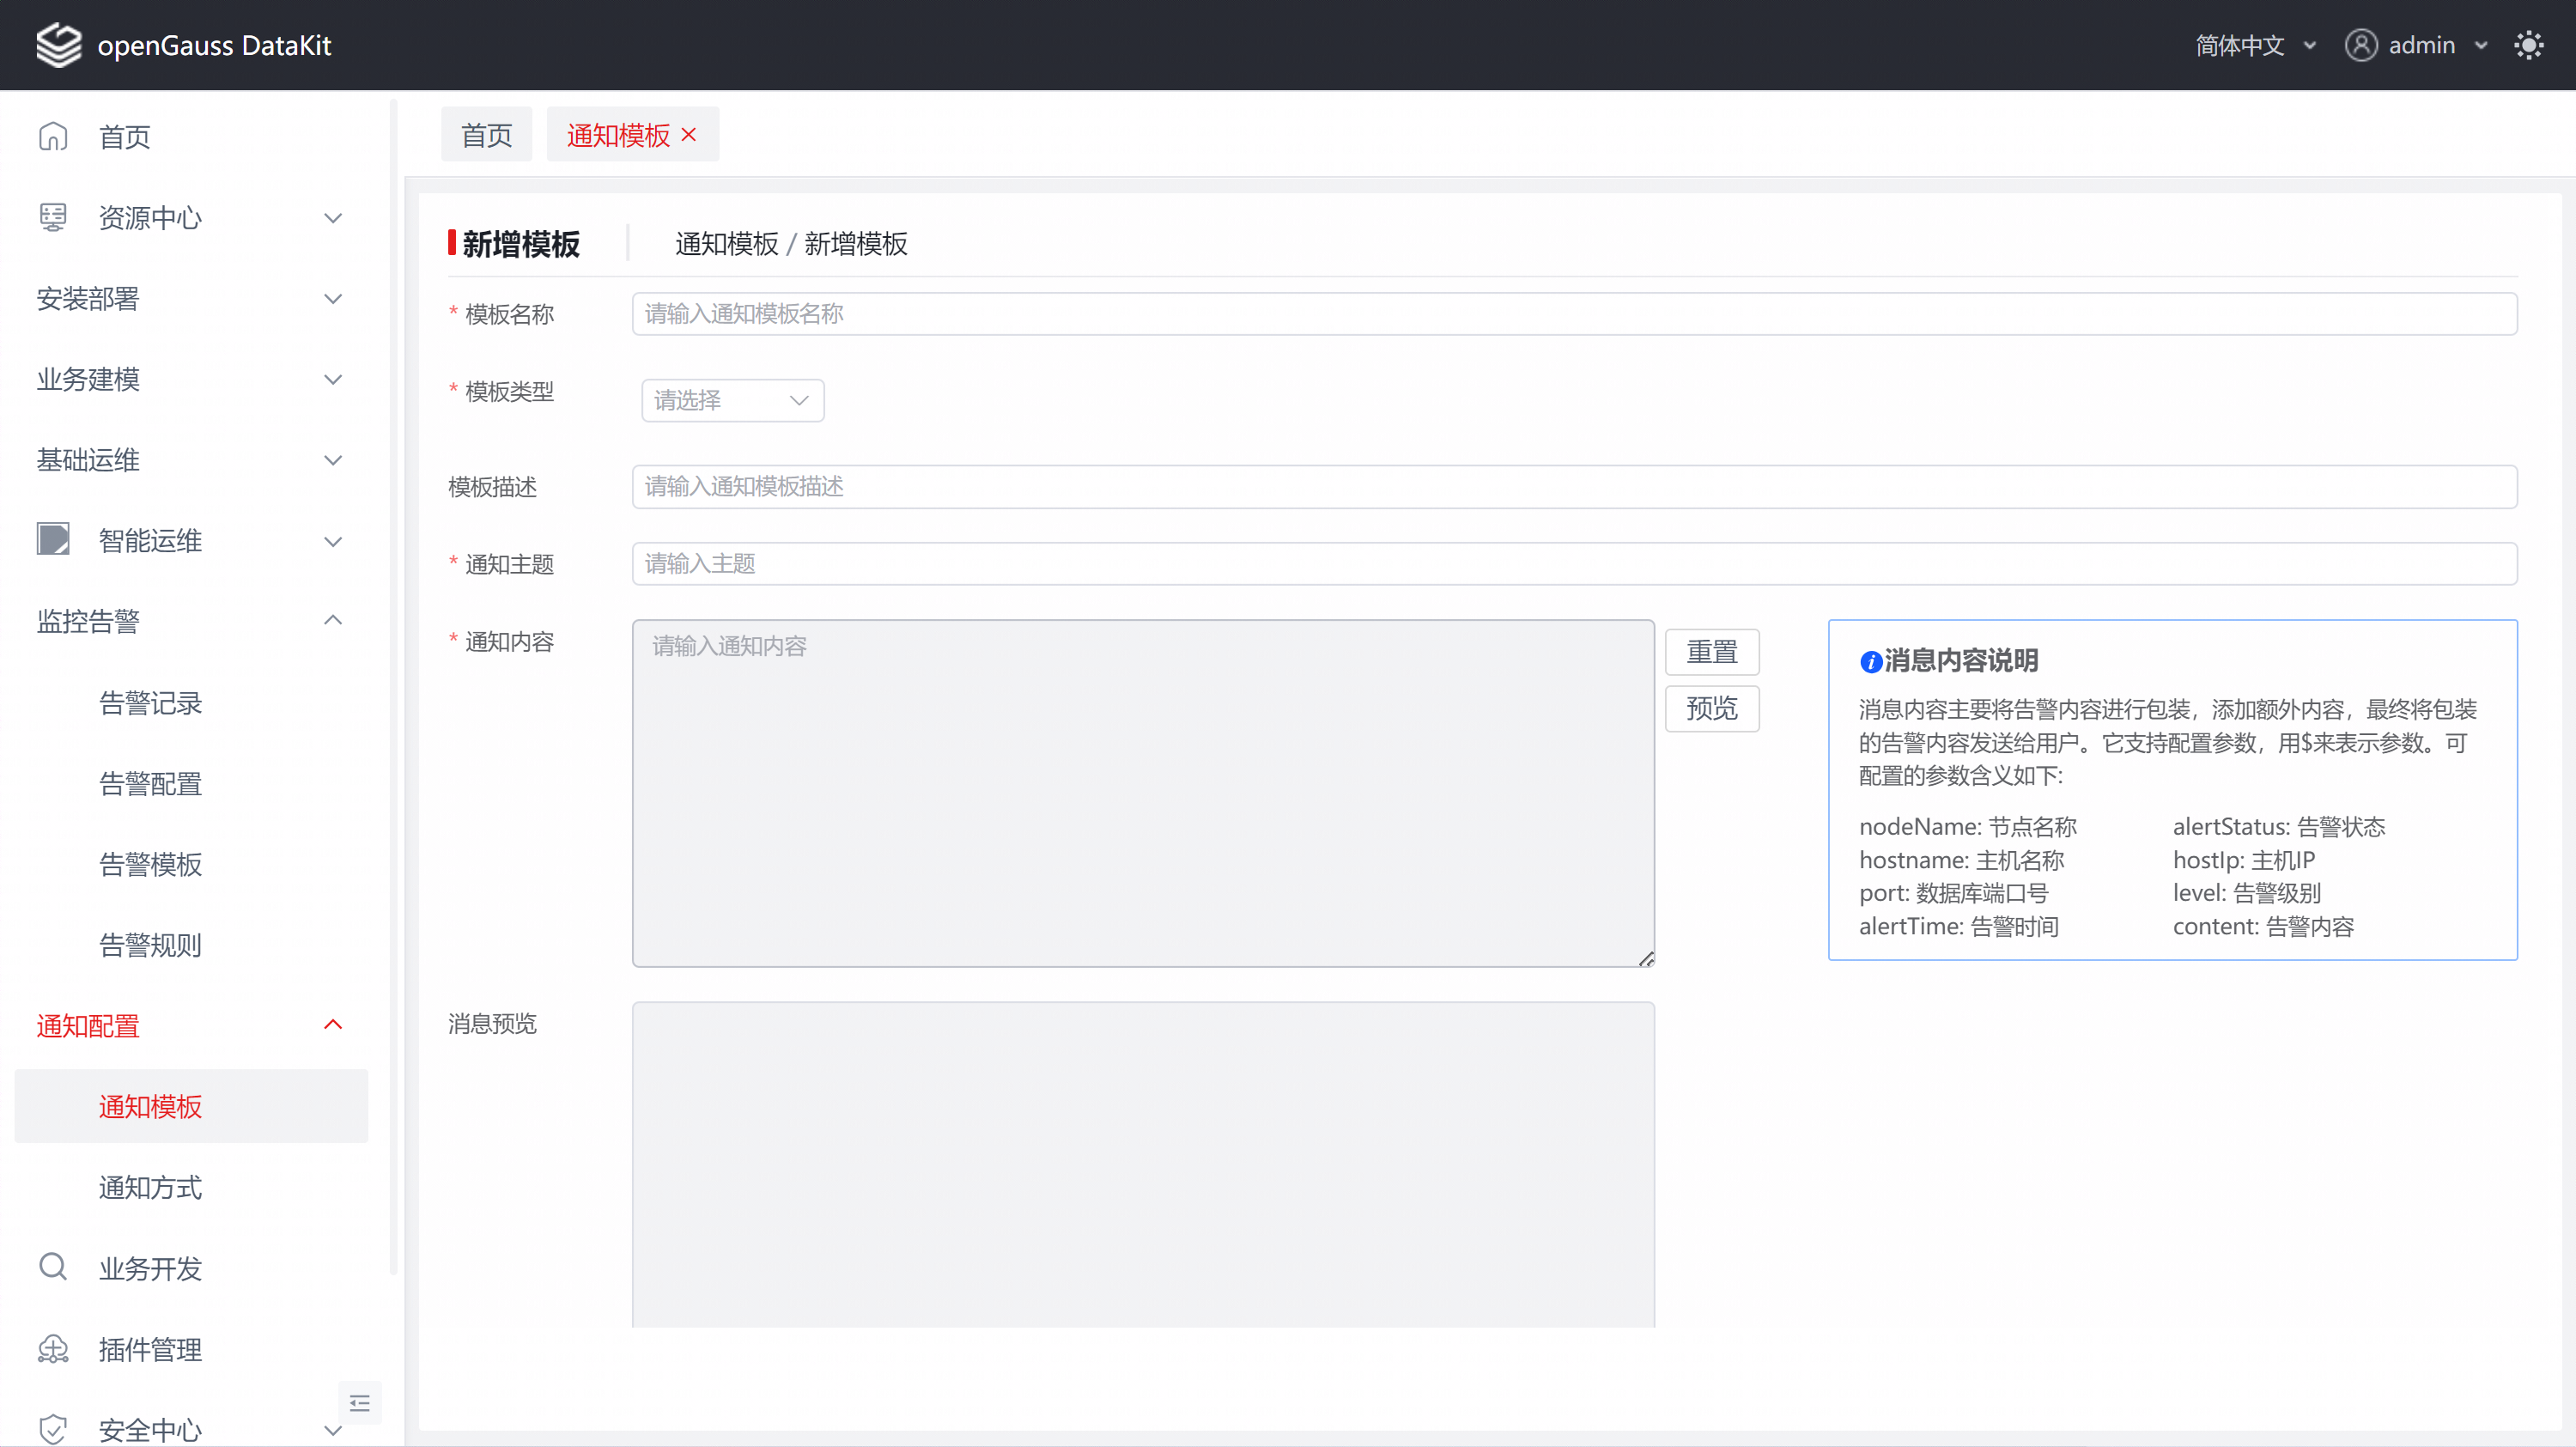 openGauss DataKit
简体中文
admin
首页
资源中心
安装部署
业务建模
基础运维
智能运维
监控告警
告警记录
告警配置
告警模板
告警规则
通知配置
通知模板
通知方式
业务开发
插件管理
安全中心
首页
通知模板
新增模板
通知模板 / 新增模板
* 模板名称
请输入通知模板名称
* 模板类型
请选择
模板描述
请输入通知模板描述
* 通知主题
请输入主题
* 通知内容
请输入通知内容
重置
预览
消息内容说明
消息内容主要将告警内容进行包装，添加额外内容，最终将包装
的告警内容发送给用户。它支持配置参数，用$来表示参数。可
配置的参数含义如下:
nodeName: 节点名称
alertStatus: 告警状态
hostname: 主机名称
hostIp: 主机IP
port: 数据库端口号
level: 告警级别
alertTime: 告警时间
content: 告警内容
消息预览